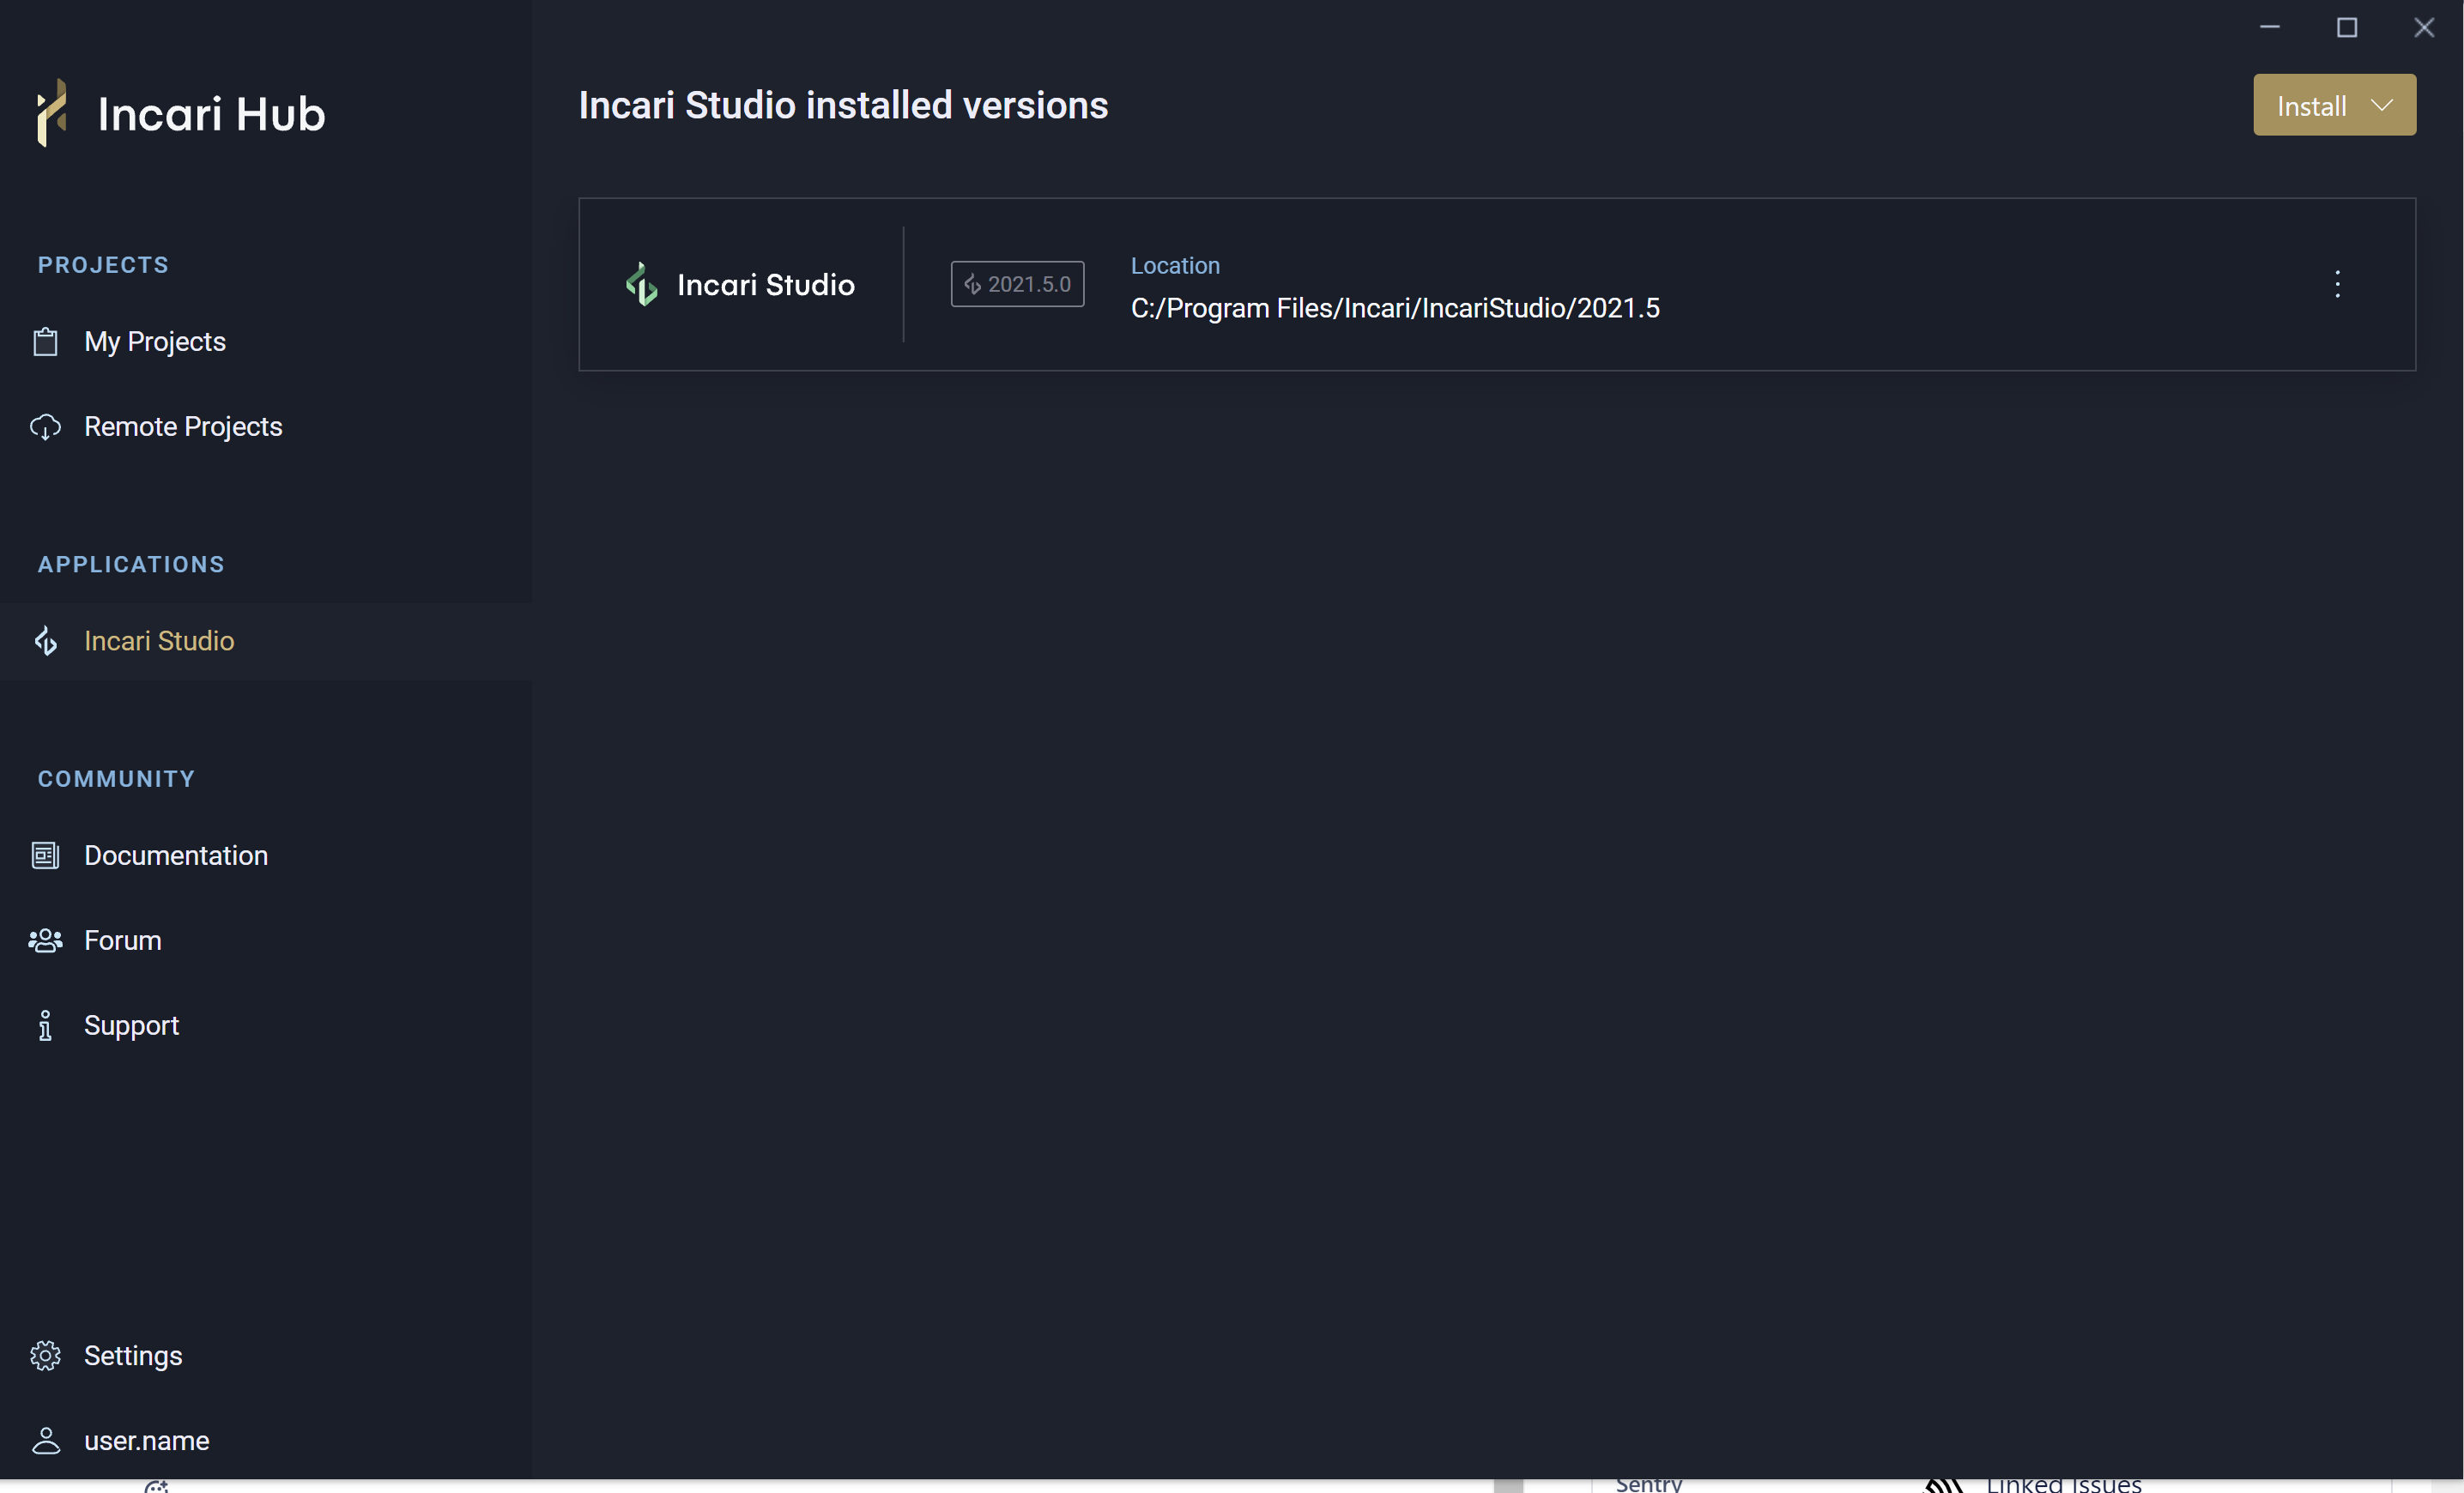 Incari Hub
PROJECTS
My Projects
Remote Projects
APPLICATIONS
Incari Studio
COMMUNITY
Documentation
Forum
Support
Settings
user.name
Incari Studio installed versions
Install
Incari Studio
2021.5.0
Location
C:/Program Files/Incari/IncariStudio/2021.5
Sentry
Linked Issues